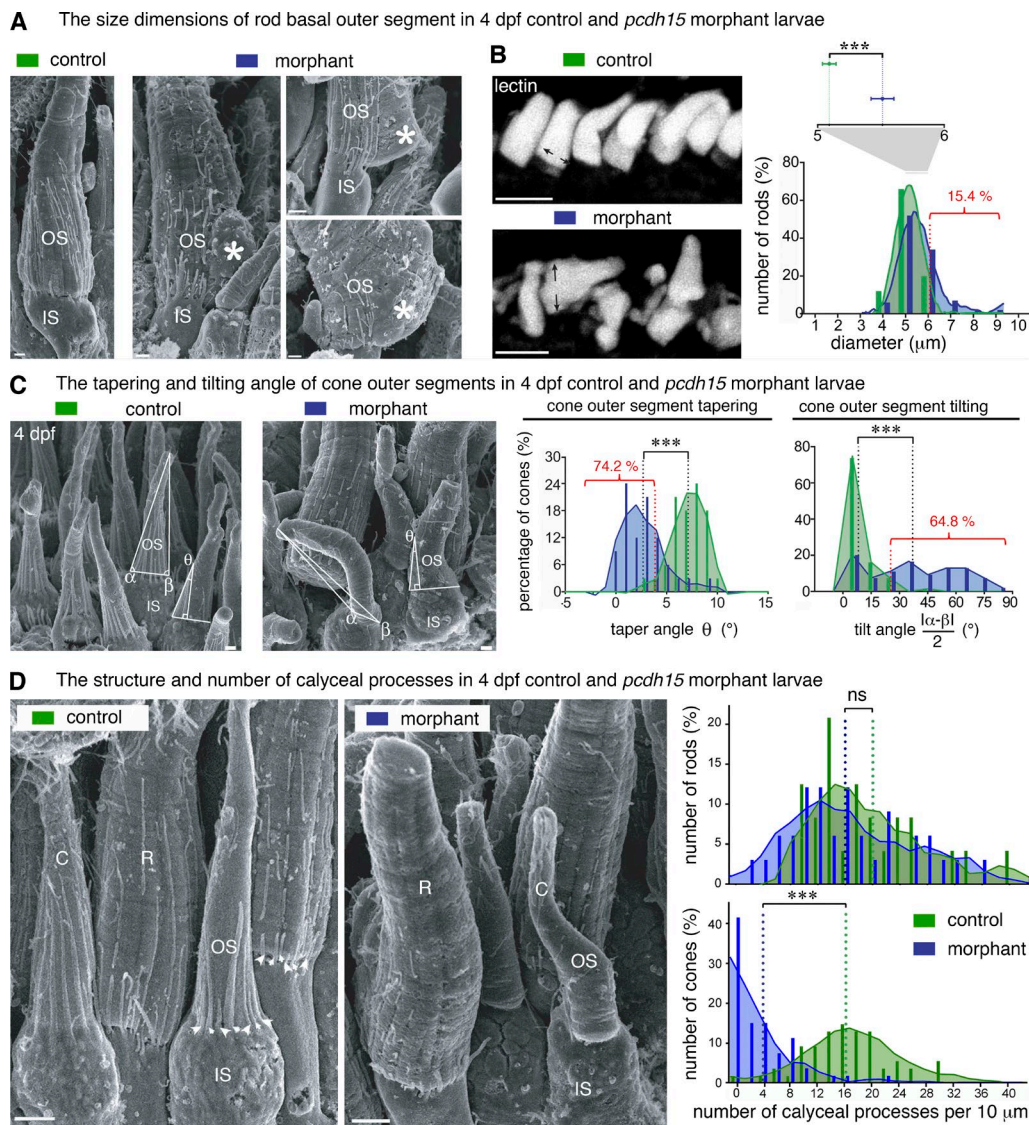 A The size dimensions of rod basal outer segment in 4 dpf control and pcdh15 morphant larvae
control
morphant
OS
IS
OS
*
IS
OS
*
IS
OS
*
B
control
lectin
morphant
***
5 6
number of rods (%)
80
60
40
20
0
15.4 %
1 2 3 4 5 6 7 8 9 10
diameter (μm)
C The tapering and tilting angle of cone outer segments in 4 dpf control and pcdh15 morphant larvae
control
morphant
4 dpf
OS
α
β
θ
IS
θ
OS
α
β
IS
cone outer segment tapering
percentage of cones (%)
30
24
18
12
6
0
74.2 %
***
-5 0 5 10 15
taper angle θ (°)
cone outer segment tilting
80
60
40
20
0
***
64.8 %
0 15 30 45 60 75 90
tilt angle |α-β|/2 (°)
D The structure and number of calyceal processes in 4 dpf control and pcdh15 morphant larvae
control
C
R
OS
IS
morphant
R
C
OS
IS
number of rods (%)
20
15
10
5
0
ns
number of cones (%)
40
30
20
10
0
***
control
morphant
0 4 8 12 16 20 24 28 32 36 40
number of calyceal processes per 10 μm